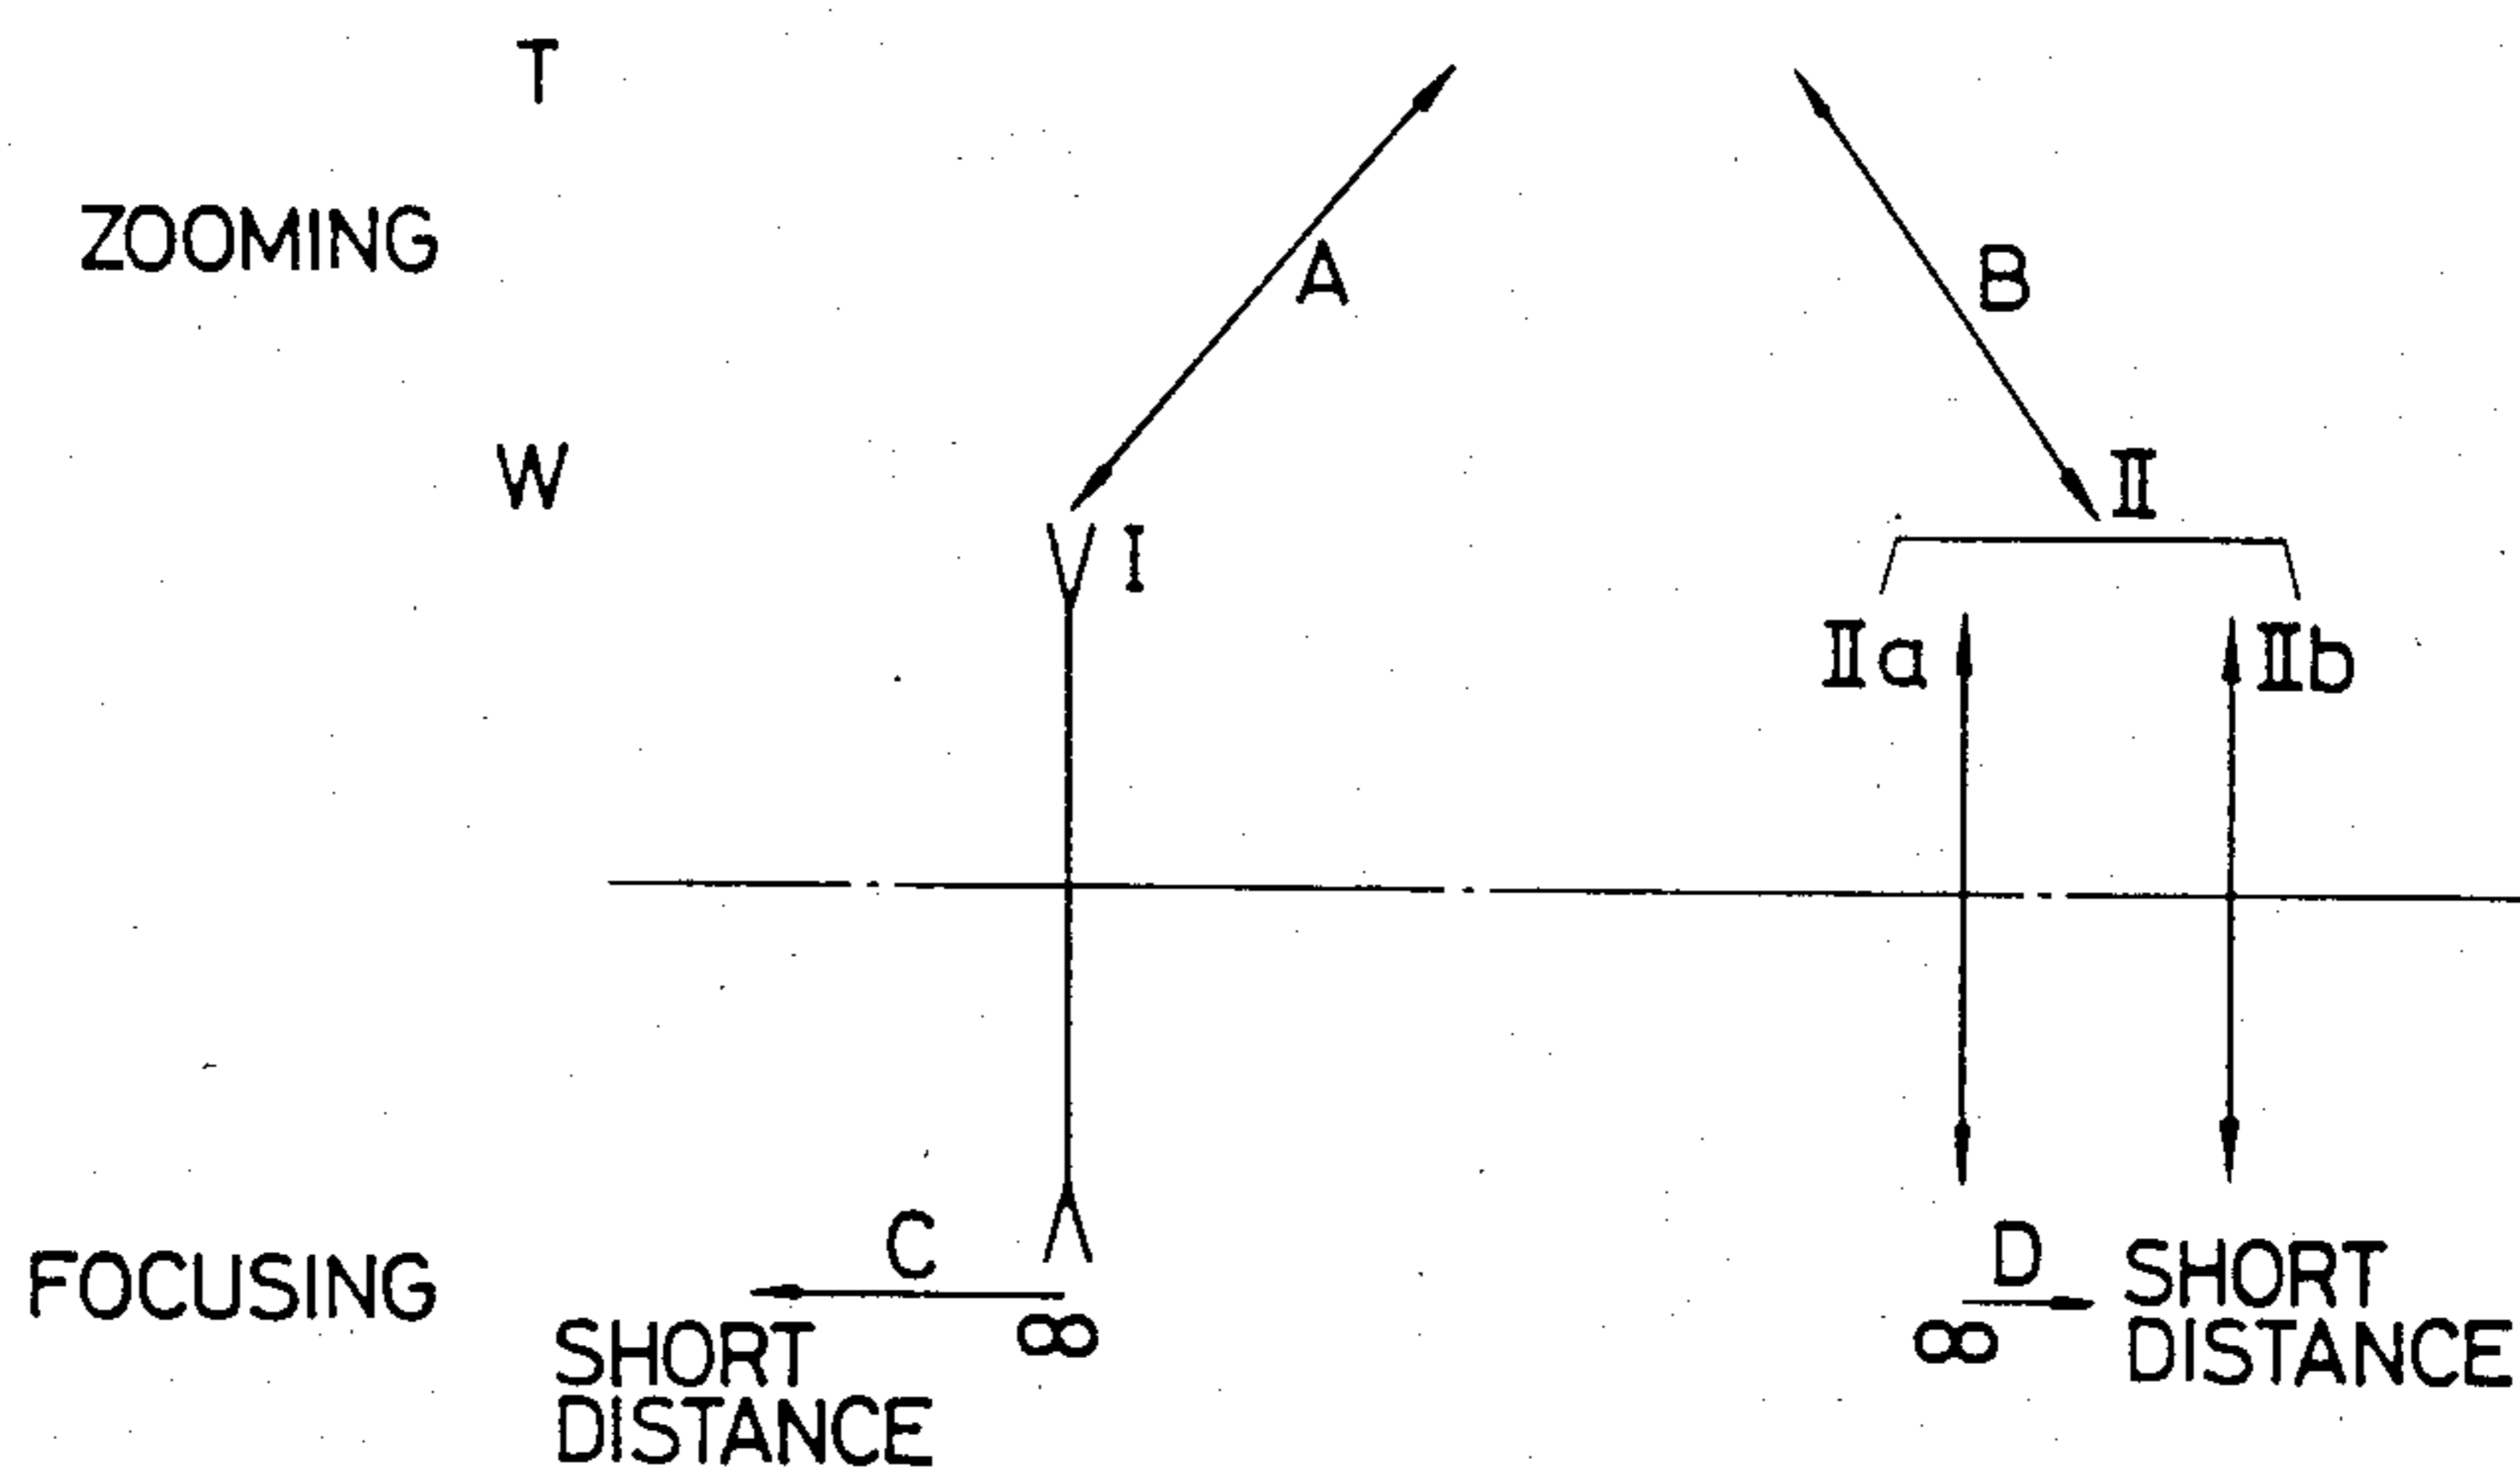 T
ZOOMING
A
B
W
I
II
IIa
IIb
C
D
FOCUSING
∞
SHORT
DISTANCE
∞
SHORT
DISTANCE